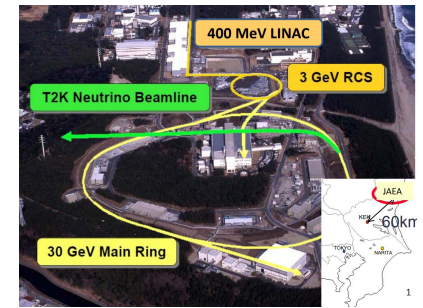 400 MeV LINAC
3 GeV RCS
T2K Neutrino Beamline
30 GeV Main Ring
JAEA
KEK
60km
TOKYO
NARITA
1